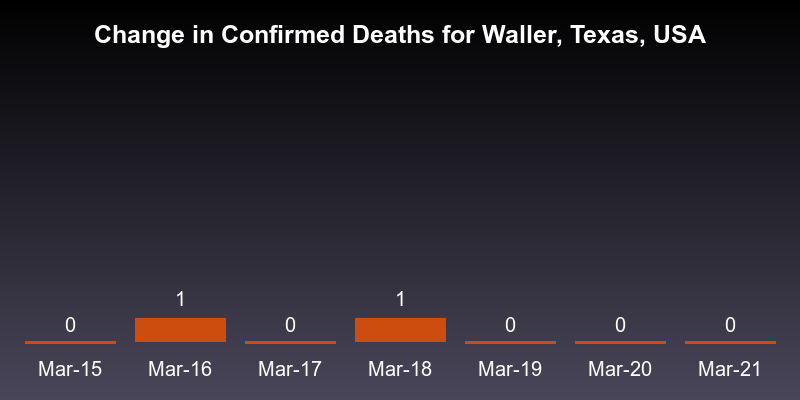 Change in Confirmed Deaths for Waller, Texas, USA
0 1 0 1 0 0 0
Mar-15 Mar-16 Mar-17 Mar-18 Mar-19 Mar-20 Mar-21